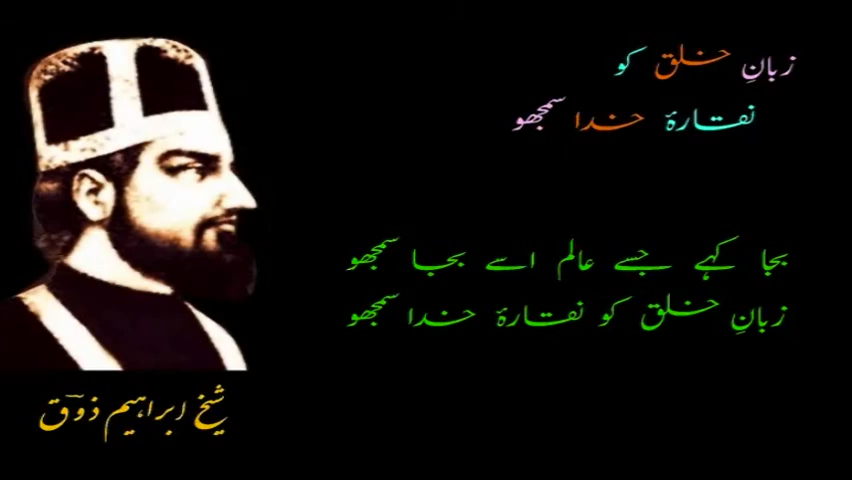 زبانِ خلق کو
نقارۂ خدا سمجھو
بجا کہے جسے عالم اسے بجا سمجھو
زبانِ خلق کو نقارۂ خدا سمجھو
شیخ ابراہیم ذوقؔ